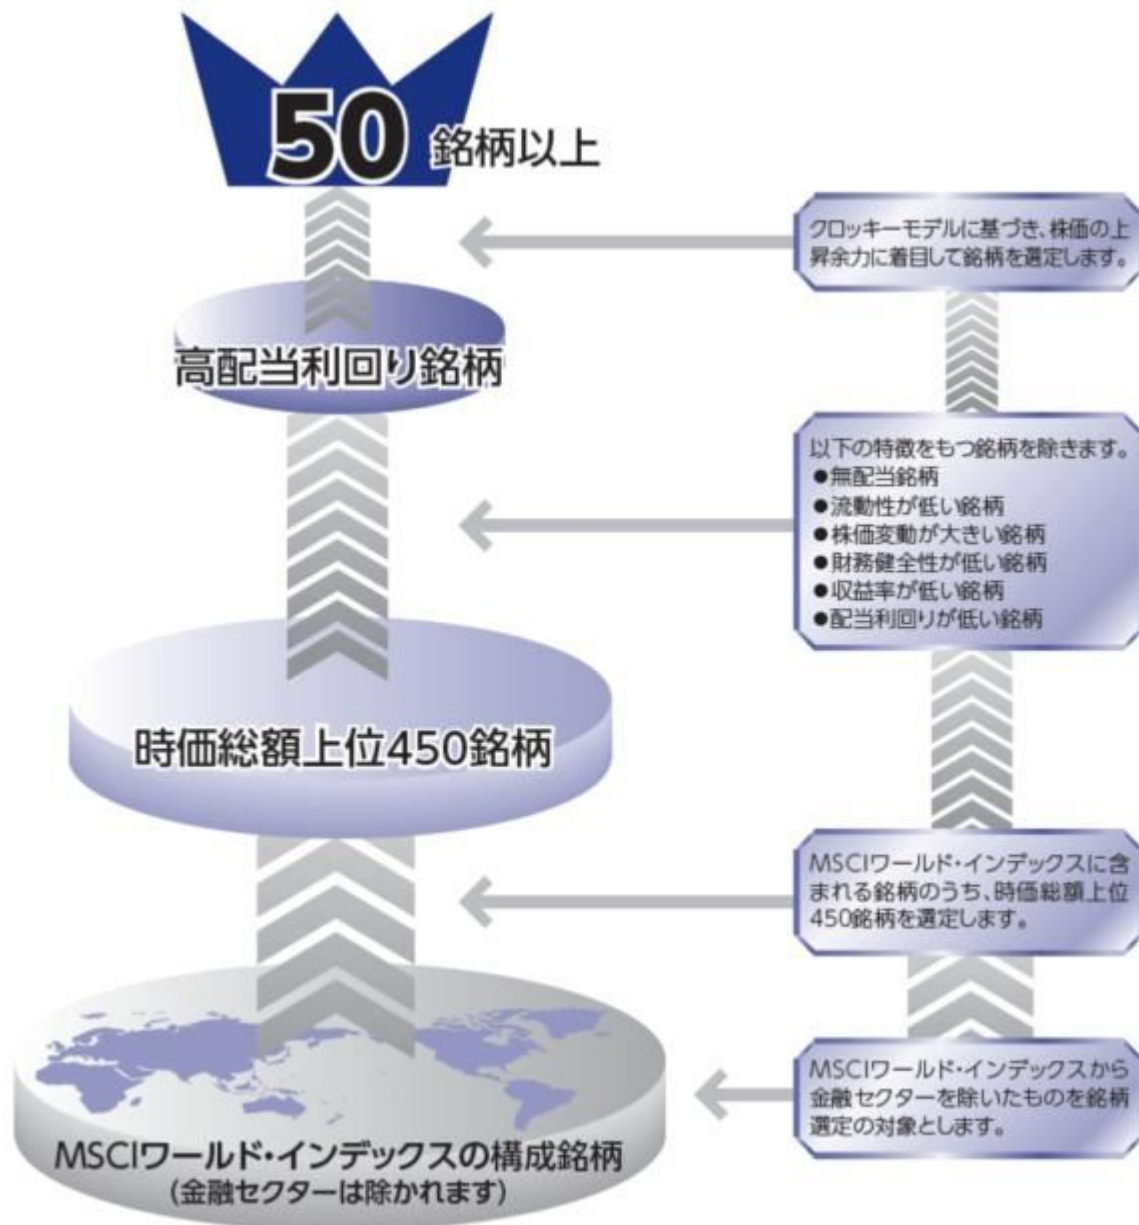 50 銘柄以上
クロッキーモデルに基づき、株価の上
昇余力に着目して銘柄を選定します。
高配当利回り銘柄
以下の特徴をもつ銘柄を除きます。
●無配当銘柄
●流動性が低い銘柄
●株価変動が大きい銘柄
●財務健全性が低い銘柄
●収益率が低い銘柄
●配当利回りが低い銘柄
時価総額上位450銘柄
MSCIワールド・インデックスに含
まれる銘柄のうち、時価総額上位
450銘柄を選定します。
MSCIワールド・インデックスから
金融セクターを除いたものを銘柄
選定の対象とします。
MSCIワールド・インデックスの構成銘柄
(金融セクターは除かれます)